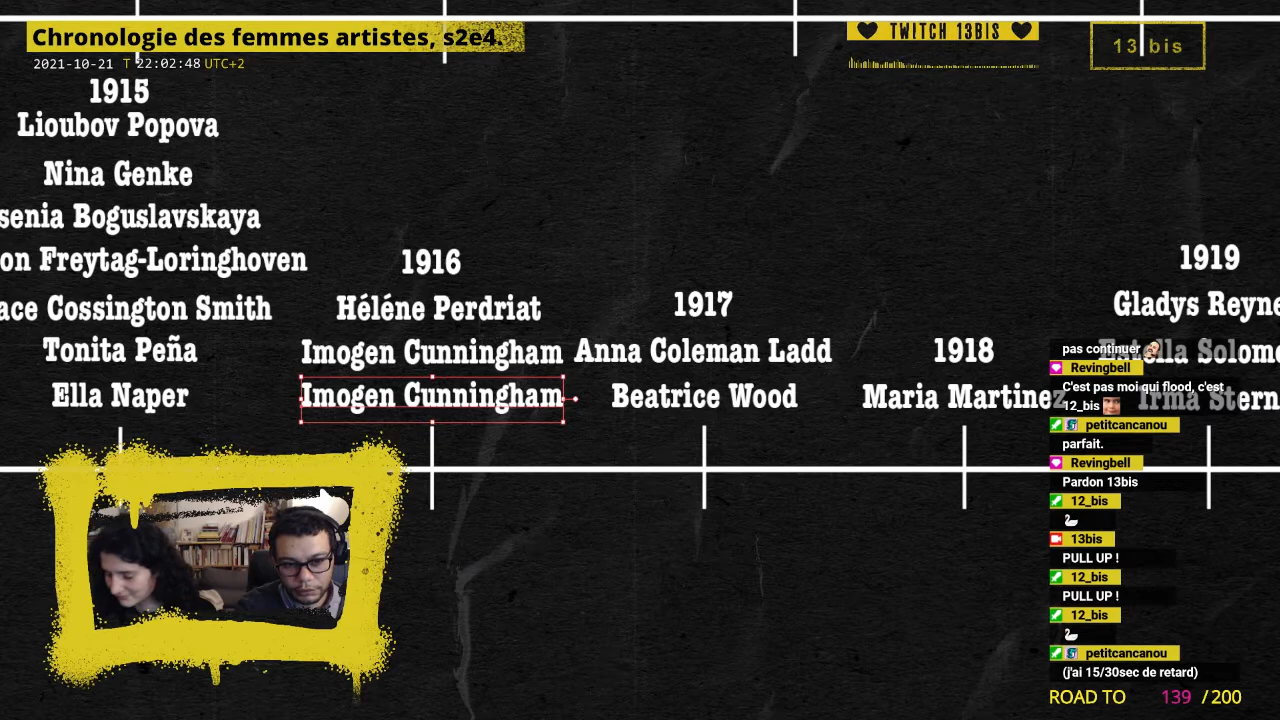 Chronologie des femmes artistes, s2e4.
2021-10-21 T 22:02:48 UTC+2
TWITCH 13BIS
13 bis
1915
Lioubov Popova
Nina Genke
senia Boguslavskaya
on Freytag-Loringhoven
ace Cossington Smith
Tonita Peña
Ella Naper
1916
Héléne Perdriat
Imogen Cunningham
Imogen Cunningham
1917
Anna Coleman Ladd
Beatrice Wood
1918
Maria Martinez
1919
Gladys Reyne
Estella Solome
Irma Stern
pas continuer
Revingbell
C'est pas moi qui flood, c'est
12_bis
petitcancanou
parfait.
Revingbell
Pardon 13bis
12_bis
13bis
PULL UP !
12_bis
PULL UP !
12_bis
petitcancanou
(j'ai 15/30sec de retard)
ROAD TO 139 / 200